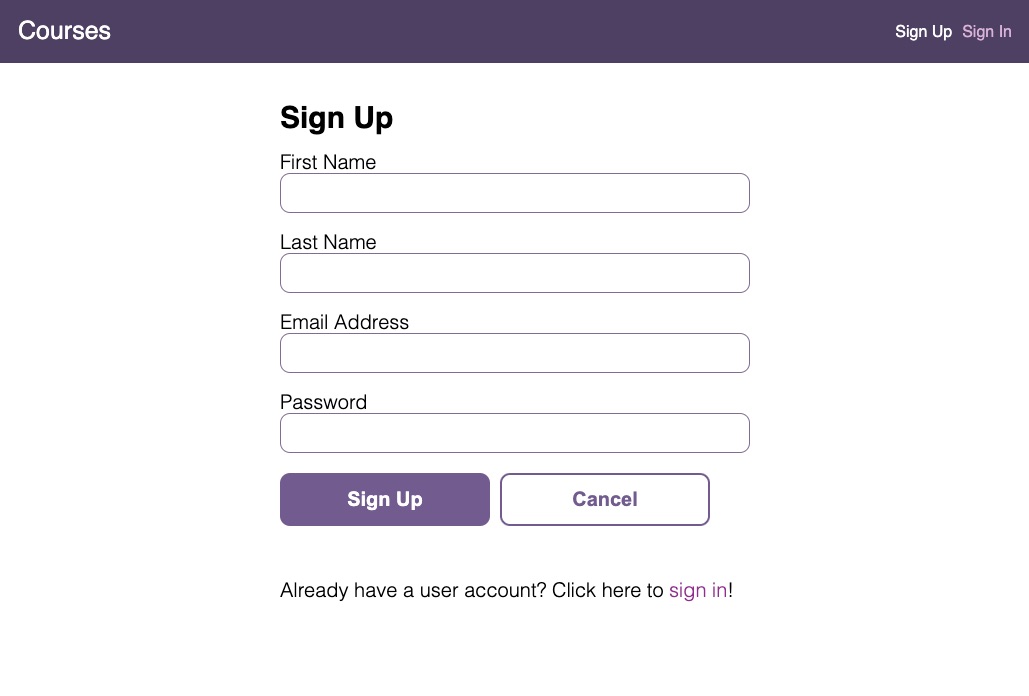 Courses
Sign Up Sign In
Sign Up
First Name
Last Name
Email Address
Password
Sign Up
Cancel
Already have a user account? Click here to sign in!